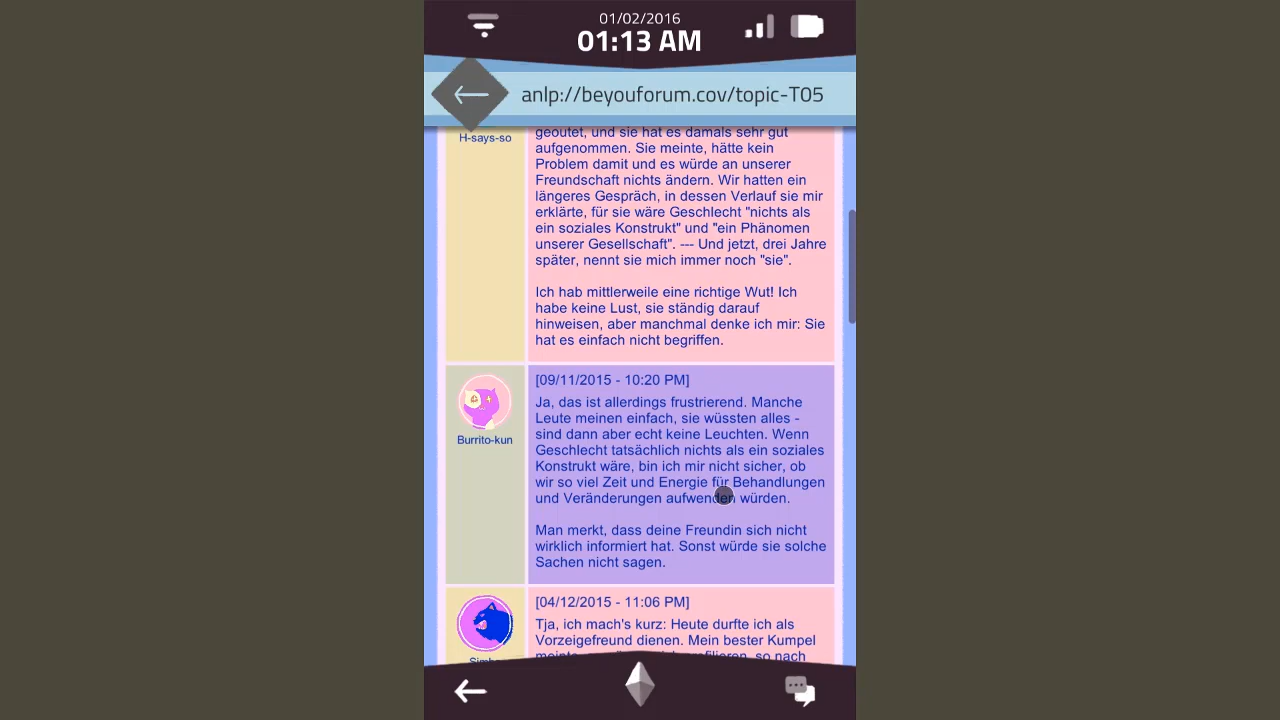 01/02/2016
01:13 AM
anlp://beyouforum.cov/topic-T05
H-says-so
geoutet, und sie hat es damals sehr gut
aufgenommen. Sie meinte, hätte kein
Problem damit und es würde an unserer
Freundschaft nichts ändern. Wir hatten ein
längeres Gespräch, in dessen Verlauf sie mir
erklärte, für sie wäre Geschlecht "nichts als
ein soziales Konstrukt" und "ein Phänomen
unserer Gesellschaft". --- Und jetzt, drei Jahre
später, nennt sie mich immer noch "sie".
Ich hab mittlerweile eine richtige Wut! Ich
habe keine Lust, sie ständig darauf
hinweisen, aber manchmal denke ich mir: Sie
hat es einfach nicht begriffen.
Burrito-kun
[09/11/2015 - 10:20 PM]
Ja, das ist allerdings frustrierend. Manche
Leute meinen einfach, sie wüssten alles -
sind dann aber echt keine Leuchten. Wenn
Geschlecht tatsächlich nichts als ein soziales
Konstrukt wäre, bin ich mir nicht sicher, ob
wir so viel Zeit und Energie für Behandlungen
und Veränderungen aufwenden würden.
Man merkt, dass deine Freundin sich nicht
wirklich informiert hat. Sonst würde sie solche
Sachen nicht sagen.
[04/12/2015 - 11:06 PM]
Tja, ich mach's kurz: Heute durfte ich als
Vorzeigefreund dienen. Mein bester Kumpel
so nach